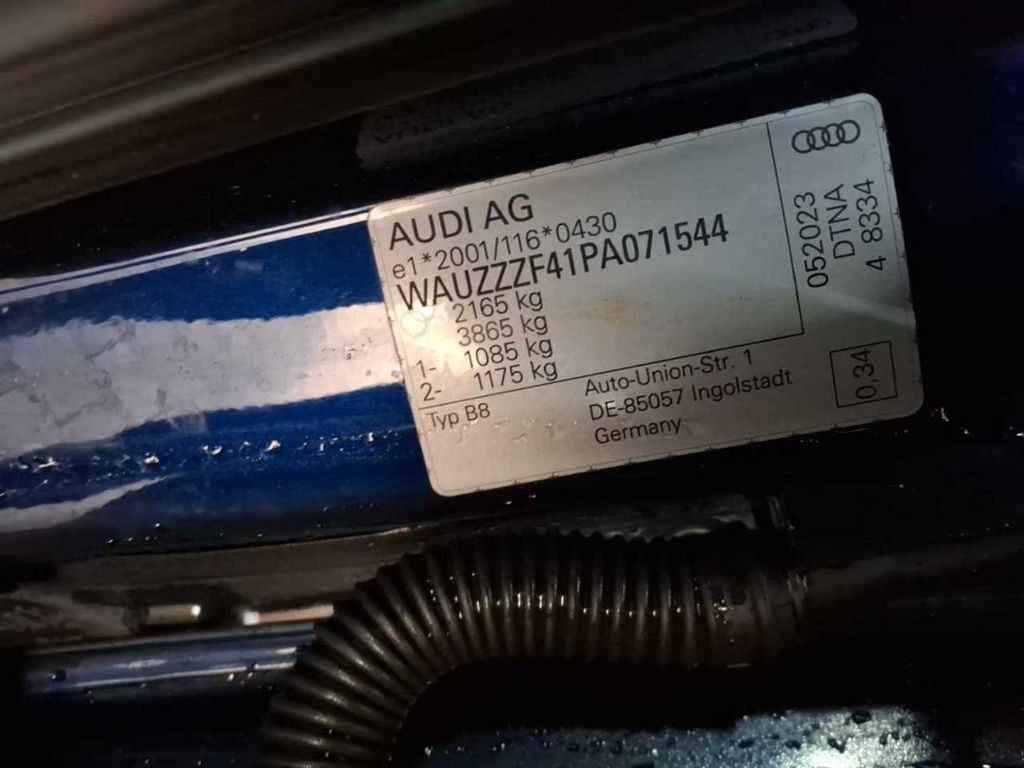 AUDI AG
e1*2001/116*0430
WAUZZZF41PA071544
2165 kg
3865 kg
1- 1085 kg
2- 1175 kg
Typ B8
Auto-Union-Str. 1
DE-85057 Ingolstadt
Germany
052023
DTNA
4 8334
0,34